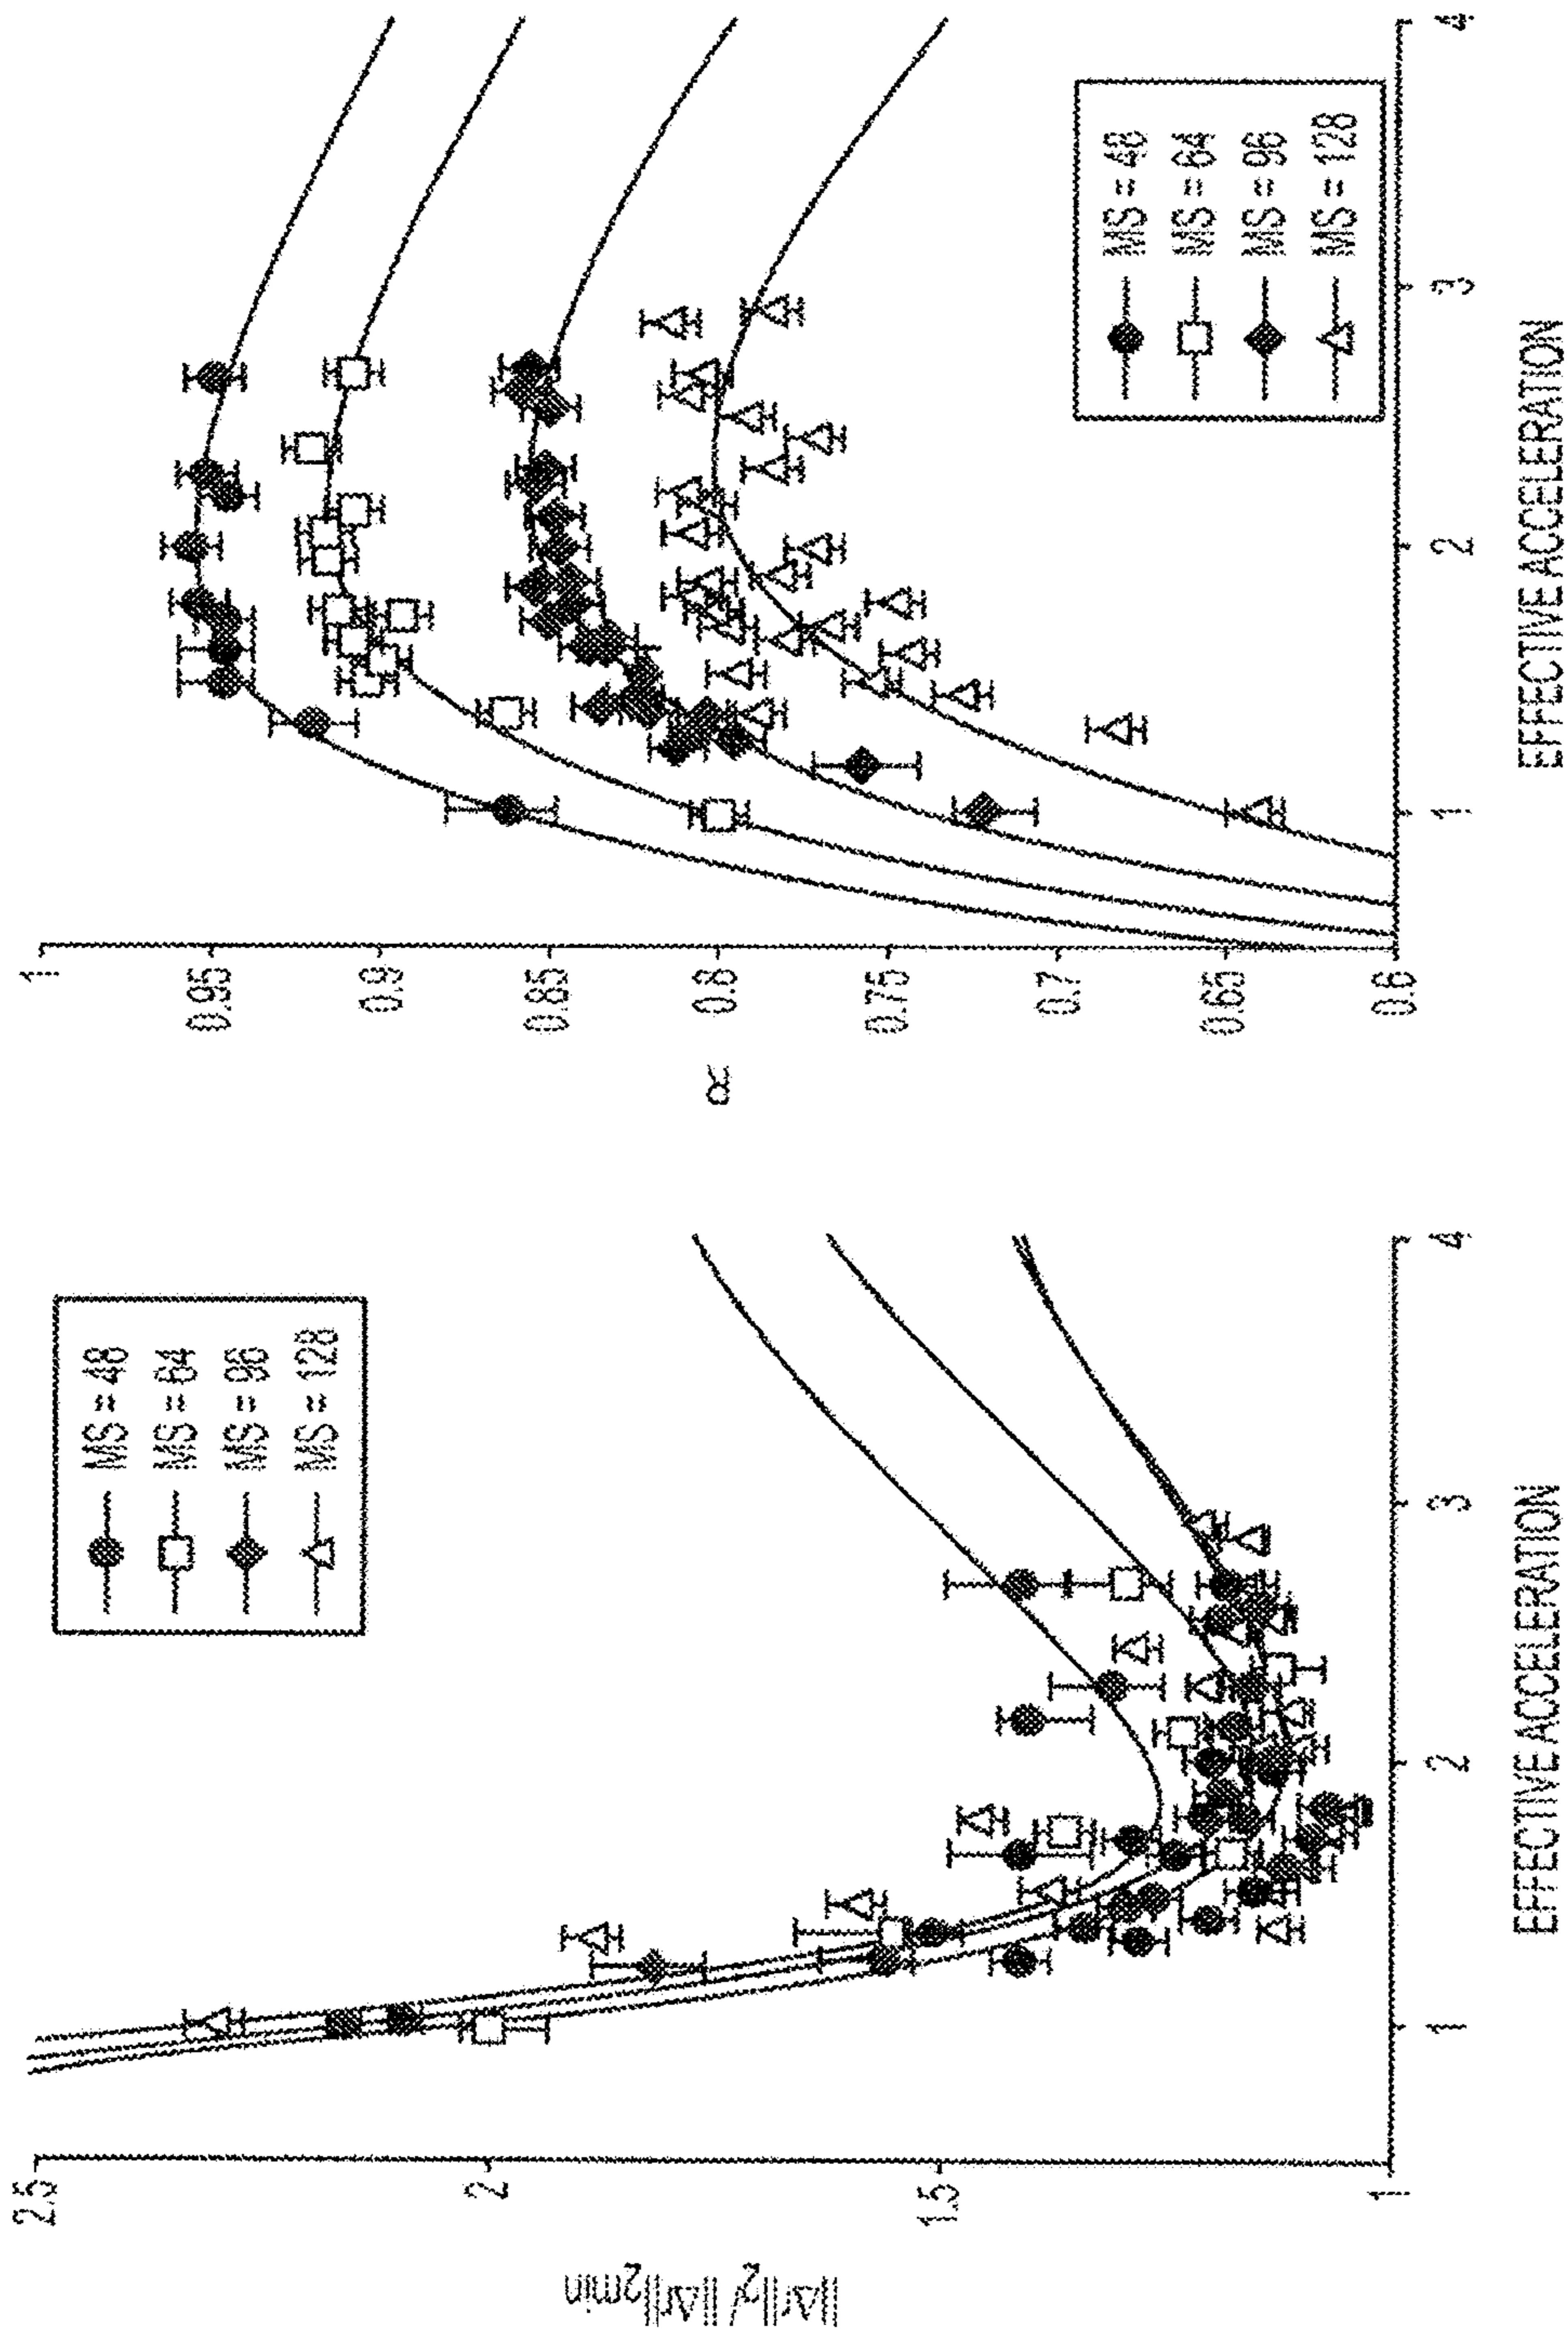 ||Δr||₂/ ||Δr||₂min
2.5
2
1.5
1
1
2
3
4
EFFECTIVE ACCELERATION
MS = 48
MS = 64
MS = 96
MS = 128
R
1
0.95
0.9
0.85
0.8
0.75
0.7
0.65
0.6
1
2
3
4
EFFECTIVE ACCELERATION
MS = 48
MS = 64
MS = 96
MS = 128